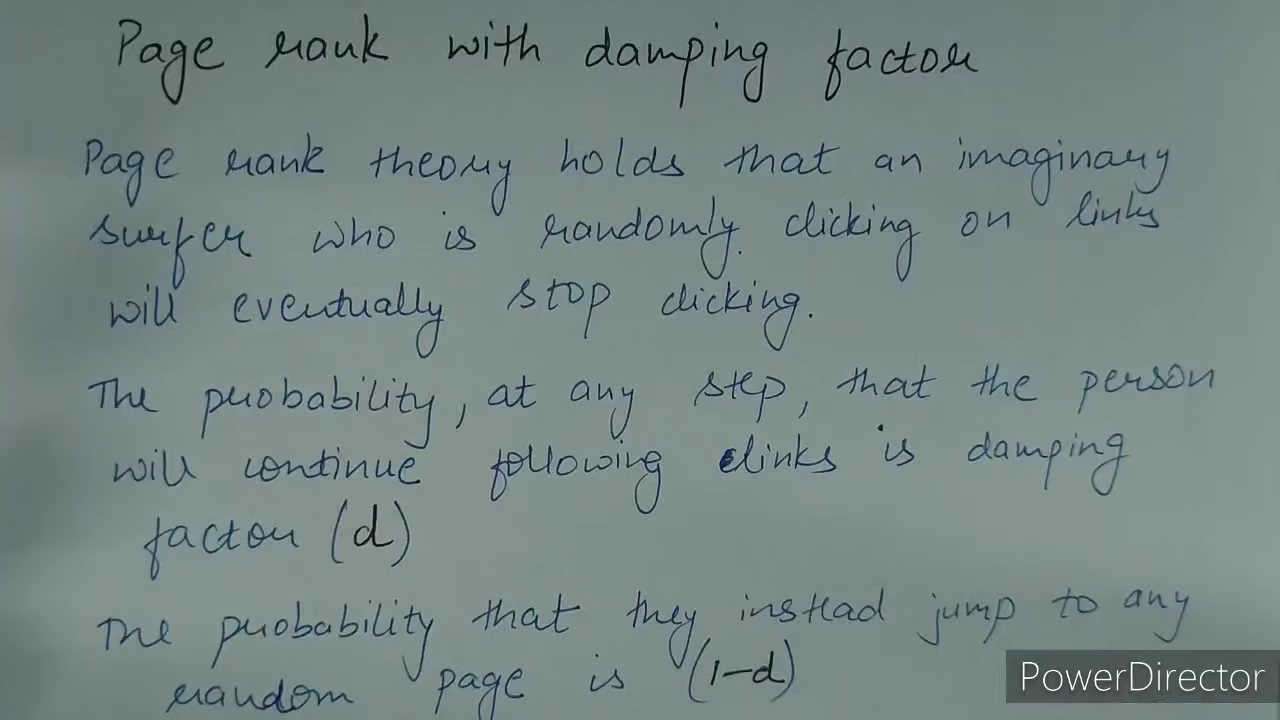 Page rank with damping factor
Page rank theory holds that an imaginary
surfer who is randomly clicking on links
will eventually stop clicking.
The probability, at any step, that the person
will continue following links is damping
factor (d)
The probability that they instead jump to any
random page is (1-d)
PowerDirector